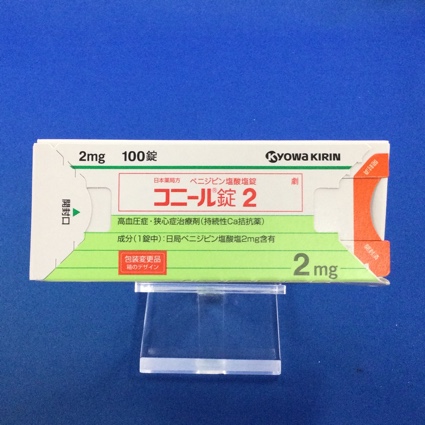 2mg 100錠
KYOWA KIRIN
日本薬局方 ベニジピン塩酸塩錠
コニール®錠 2
劇
高血圧症・狭心症治療剤(持続性Ca拮抗薬)
成分(1錠中):日局ベニジピン塩酸塩2mg含有
包装変更品
箱のデザイン
2mg
開封口